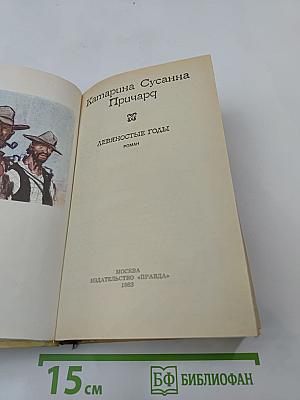 Катарина Сусанна
Причард
ДЕВЯНОСТЫЕ ГОДЫ
РОМАН
МОСКВА
ИЗДАТЕЛЬСТВО «ПРАВДА»
1983
15 см
БФ БИБЛИОФАН